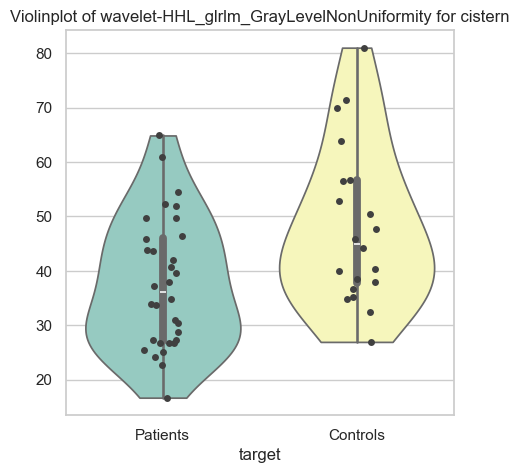 Violinplot of wavelet-HHL_glrlm_GrayLevelNonUniformity for cistern
80
70
60
50
40
30
20
Patients
Controls
target